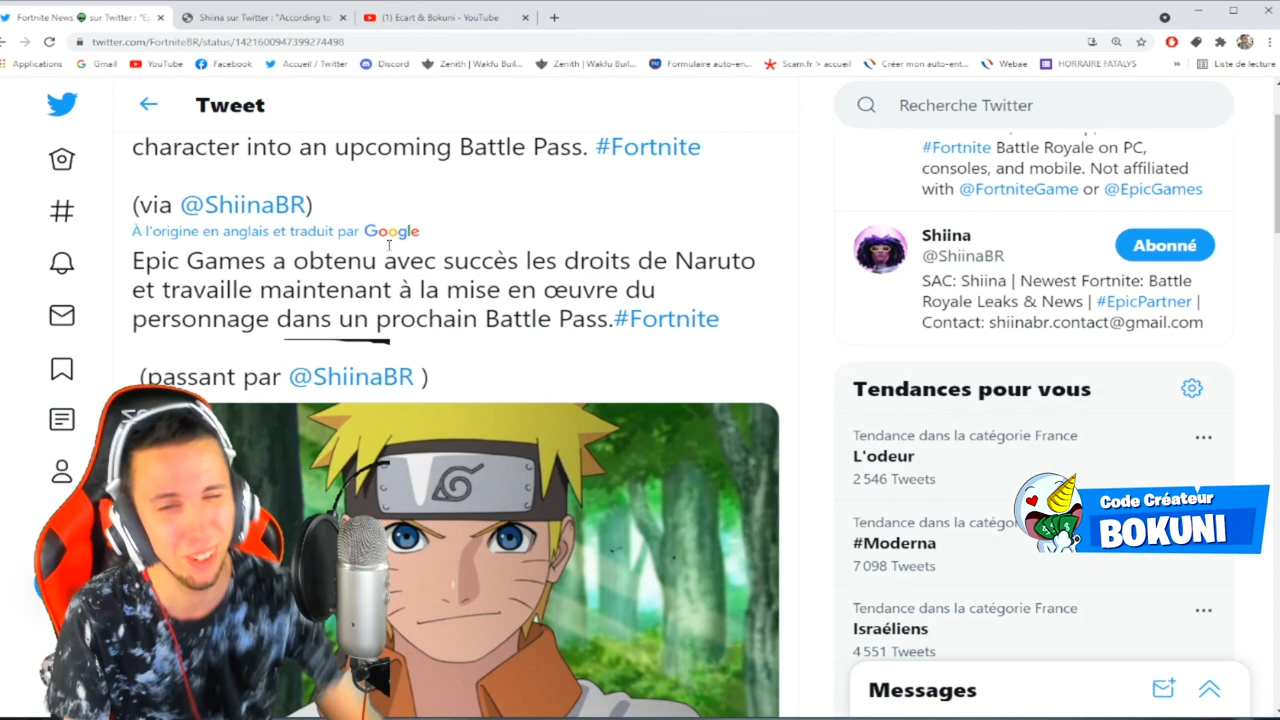 Fortnite News sur Twitter : "Ep
Shiina sur Twitter : "According to
(1) Ecart & Bokuni - YouTube
twitter.com/FortniteBR/status/1421600947399274498
Applications
Gmail
YouTube
Facebook
Accueil / Twitter
Discord
Zenith | Wakfu Buil...
Zenith | Wakfu Buil...
Formulaire auto-en...
Scam.fr > accueil
Créer mon auto-ent...
Webae
HORRAIRE FATALYS
Liste de lecture
Tweet
character into an upcoming Battle Pass. #Fortnite
(via @ShiinaBR)
À l'origine en anglais et traduit par Google
Epic Games a obtenu avec succès les droits de Naruto
et travaille maintenant à la mise en œuvre du
personnage dans un prochain Battle Pass.#Fortnite
(passant par @ShiinaBR )
Recherche Twitter
#Fortnite Battle Royale on PC,
consoles, and mobile. Not affiliated
with @FortniteGame or @EpicGames
Shiina
@ShiinaBR
Abonné
SAC: Shiina | Newest Fortnite: Battle
Royale Leaks & News | #EpicPartner |
Contact: shiinabr.contact@gmail.com
Tendances pour vous
Tendance dans la catégorie France
L'odeur
2 546 Tweets
Tendance dans la catégo
#Moderna
7 098 Tweets
Tendance dans la catégorie France
Israéliens
4 551 Tweets
Code Créateur
BOKUNI
Messages